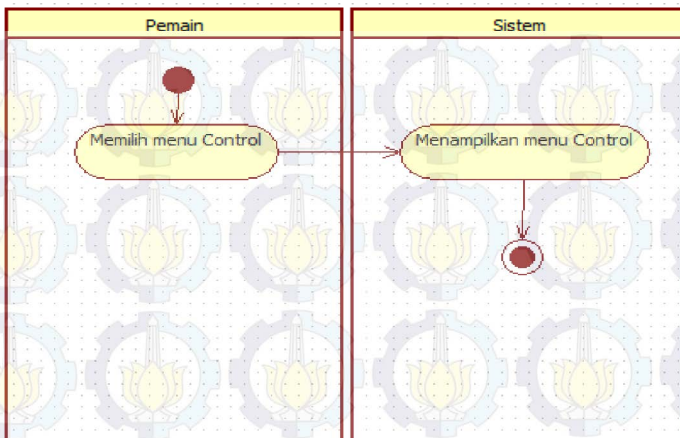 Pemain
Sistem
Memilih menu Control
Menampilkan menu Control